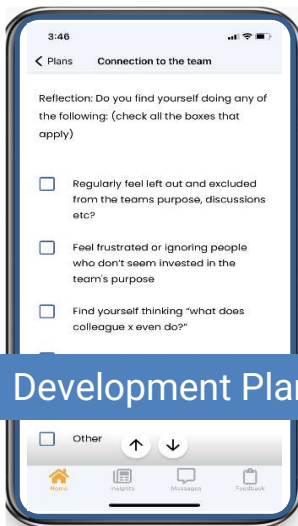 3:46
Plans Connection to the team
Reflection: Do you find yourself doing any of
the following: (check all the boxes that
apply)
Regularly feel left out and excluded
from the teams purpose, discussions
etc?
Feel frustrated or ignoring people
who don't seem invested in the
team's purpose
Find yourself thinking "what does
colleague x even do?"
Development Plan
Other
Home Insights Messages Feedback